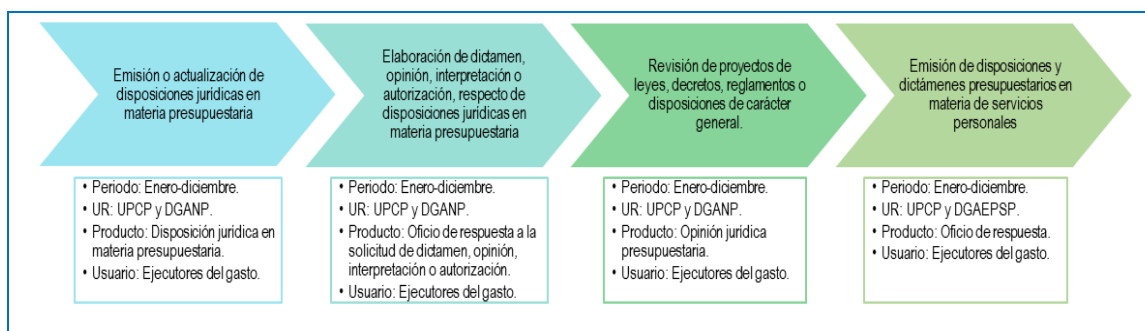 Emisión o actualización de
disposiciones jurídicas en
materia presupuestaria
Elaboración de dictamen,
opinión, interpretación o
autorización, respecto de
disposiciones jurídicas en
materia presupuestaria
Revisión de proyectos de
leyes, decretos, reglamentos o
disposiciones de carácter
general.
Emisión de disposiciones y
dictámenes presupuestarios en
materia de servicios
personales
• Periodo: Enero-diciembre.
• UR: UPCP y DGANP.
• Producto: Disposición jurídica en
materia presupuestaria.
• Usuario: Ejecutores del gasto.
• Periodo: Enero-diciembre.
• UR: UPCP y DGANP.
• Producto: Oficio de respuesta a la
solicitud de dictamen, opinión,
interpretación o autorización.
• Usuario: Ejecutores del gasto.
• Periodo: Enero-diciembre.
• UR: UPCP y DGANP.
• Producto: Opinión jurídica
presupuestaria.
• Usuario: Ejecutores del gasto.
• Periodo: Enero-diciembre.
• UR: UPCP y DGAEPSP.
• Producto: Oficio de respuesta.
• Usuario: Ejecutores del gasto.